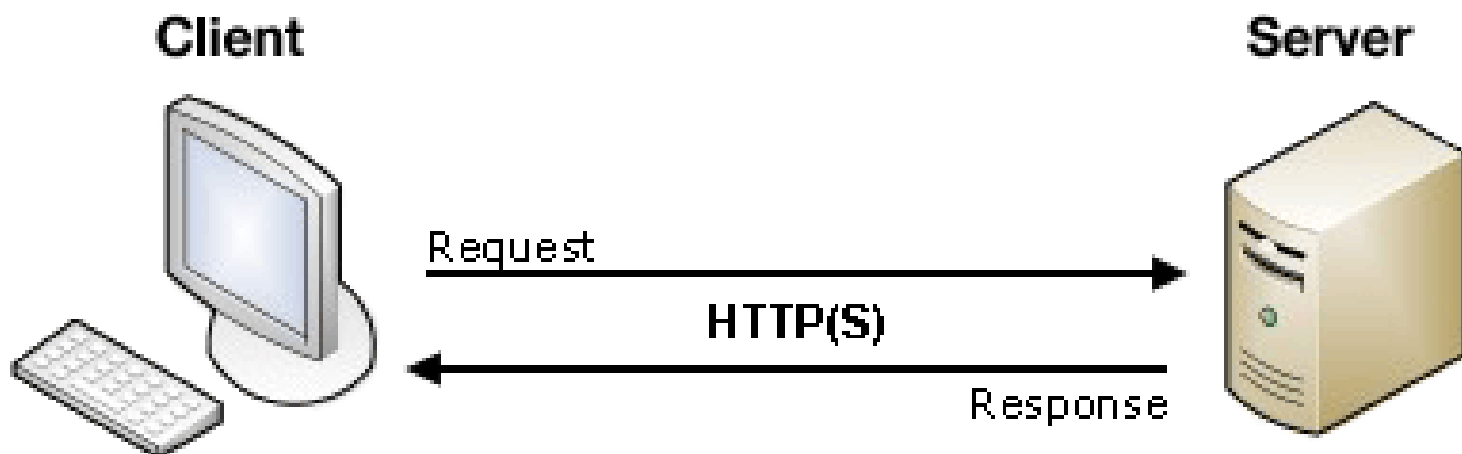 Client
Server
Request
HTTP(S)
Response